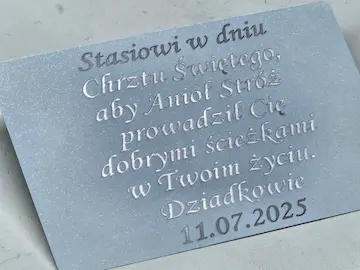 Stasiowi w dniu
Chrztu Świętego,
aby Anioł Stróż
prowadził Cię
dobrymi ścieżkami
w Twoim życiu.
Dziadkowie
11.07.2025